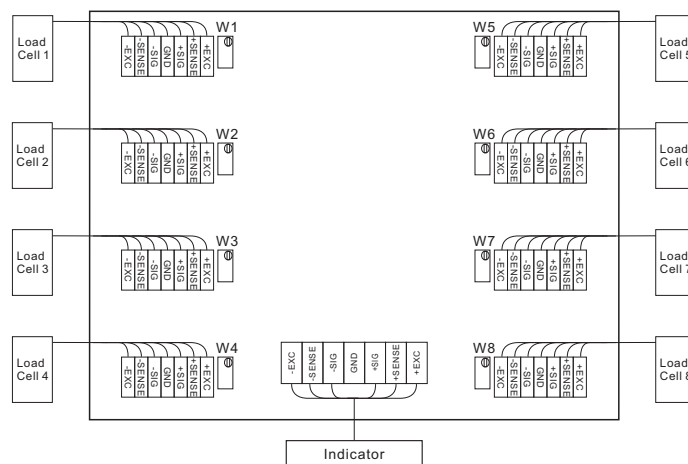 Load
Cell 1
-EXC
-SENSE
-SIG
GND
+SIG
+SENSE
+EXC
W1
W5
-EXC
-SENSE
-SIG
GND
+SIG
+SENSE
+EXC
Load
Cell 5
Load
Cell 2
-EXC
-SENSE
-SIG
GND
+SIG
+SENSE
+EXC
W2
W6
-EXC
-SENSE
-SIG
GND
+SIG
+SENSE
+EXC
Load
Cell 6
Load
Cell 3
-EXC
-SENSE
-SIG
GND
+SIG
+SENSE
+EXC
W3
W7
-EXC
-SENSE
-SIG
GND
+SIG
+SENSE
+EXC
Load
Cell 7
Load
Cell 4
-EXC
-SENSE
-SIG
GND
+SIG
+SENSE
+EXC
W4
-EXC
-SENSE
-SIG
GND
+SIG
+SENSE
+EXC
W8
-EXC
-SENSE
-SIG
GND
+SIG
+SENSE
+EXC
Load
Cell 8
Indicator